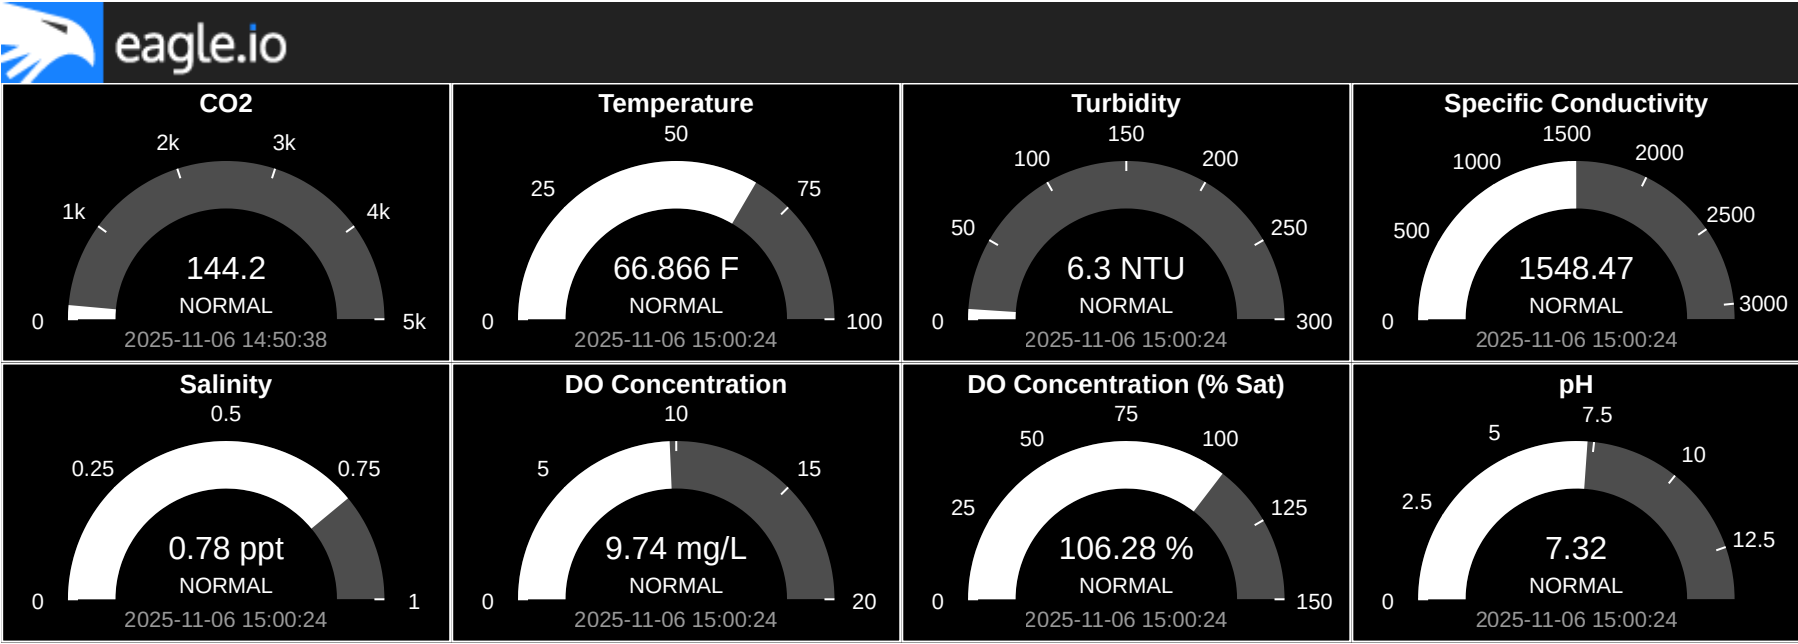 eagle.io
CO2
2k
3k
1k
4k
144.2
NORMAL
0
5k
2025-11-06 14:50:38
Temperature
50
25
75
66.866 F
NORMAL
0
100
2025-11-06 15:00:24
Turbidity
150
100
200
50
250
6.3 NTU
NORMAL
0
300
2025-11-06 15:00:24
Specific Conductivity
1500
1000
2000
500
2500
1548.47
NORMAL
0
3000
2025-11-06 15:00:24
Salinity
0.5
0.25
0.75
0.78 ppt
NORMAL
0
1
2025-11-06 15:00:24
DO Concentration
10
5
15
9.74 mg/L
NORMAL
0
20
2025-11-06 15:00:24
DO Concentration (% Sat)
75
50
100
25
125
106.28 %
NORMAL
0
150
2025-11-06 15:00:24
pH
7.5
5
10
2.5
12.5
7.32
NORMAL
0
2025-11-06 15:00:24